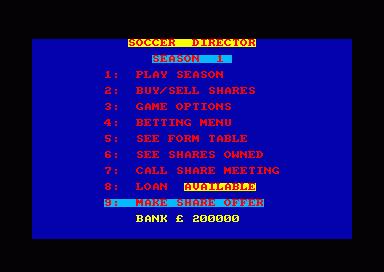 SOCCER DIRECTOR
SEASON 1
1: PLAY SEASON
2: BUY/SELL SHARES
3: GAME OPTIONS
4: BETTING MENU
5: SEE FORM TABLE
6: SEE SHARES OWNED
7: CALL SHARE MEETING
8: LOAN AVAILABLE
9: MAKE SHARE OFFER
BANK £ 200000